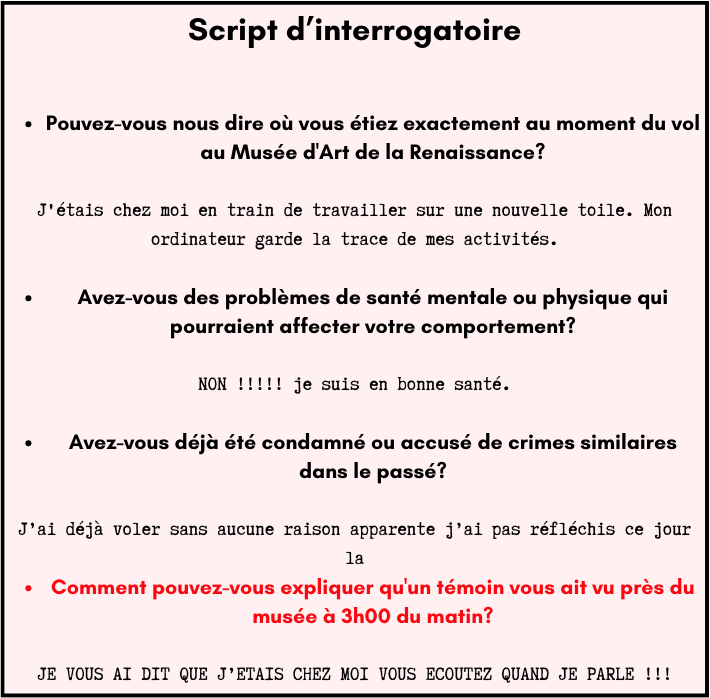 Script d’interrogatoire
• Pouvez-vous nous dire où vous étiez exactement au moment du vol
au Musée d'Art de la Renaissance?
J'étais chez moi en train de travailler sur une nouvelle toile. Mon
ordinateur garde la trace de mes activités.
• Avez-vous des problèmes de santé mentale ou physique qui
pourraient affecter votre comportement?
NON !!!!! je suis en bonne santé.
• Avez-vous déjà été condamné ou accusé de crimes similaires
dans le passé?
J’ai déjà voler sans aucune raison apparente j’ai pas réfléchis ce jour
la
• Comment pouvez-vous expliquer qu'un témoin vous ait vu près du
musée à 3h00 du matin?
JE VOUS AI DIT QUE J’ETAIS CHEZ MOI VOUS ECOUTEZ QUAND JE PARLE !!!